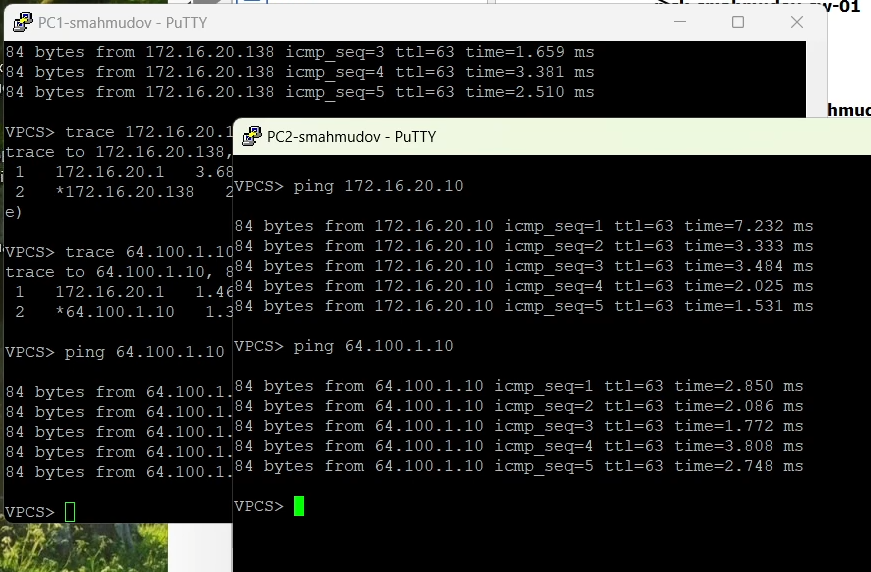 gw-01
PC1-smahmudov - PuTTY
84 bytes from 172.16.20.138 icmp_seq=3 ttl=63 time=1.659 ms
84 bytes from 172.16.20.138 icmp_seq=4 ttl=63 time=3.381 ms
84 bytes from 172.16.20.138 icmp_seq=5 ttl=63 time=2.510 ms
VPCS> trace 172.16.20.1
trace to 172.16.20.138,
1 172.16.20.1 3.68
2 *172.16.20.138 2
e)
VPCS> trace 64.100.1.10
trace to 64.100.1.10, 8
1 172.16.20.1 1.46
2 *64.100.1.10 1.3
VPCS> ping 64.100.1.10
84 bytes from 64.100.1.
84 bytes from 64.100.1.
84 bytes from 64.100.1.
84 bytes from 64.100.1.
84 bytes from 64.100.1.
VPCS>
hmud
PC2-smahmudov - PuTTY
VPCS> ping 172.16.20.10
84 bytes from 172.16.20.10 icmp_seq=1 ttl=63 time=7.232 ms
84 bytes from 172.16.20.10 icmp_seq=2 ttl=63 time=3.333 ms
84 bytes from 172.16.20.10 icmp_seq=3 ttl=63 time=3.484 ms
84 bytes from 172.16.20.10 icmp_seq=4 ttl=63 time=2.025 ms
84 bytes from 172.16.20.10 icmp_seq=5 ttl=63 time=1.531 ms
VPCS> ping 64.100.1.10
84 bytes from 64.100.1.10 icmp_seq=1 ttl=63 time=2.850 ms
84 bytes from 64.100.1.10 icmp_seq=2 ttl=63 time=2.086 ms
84 bytes from 64.100.1.10 icmp_seq=3 ttl=63 time=1.772 ms
84 bytes from 64.100.1.10 icmp_seq=4 ttl=63 time=3.808 ms
84 bytes from 64.100.1.10 icmp_seq=5 ttl=63 time=2.748 ms
VPCS>